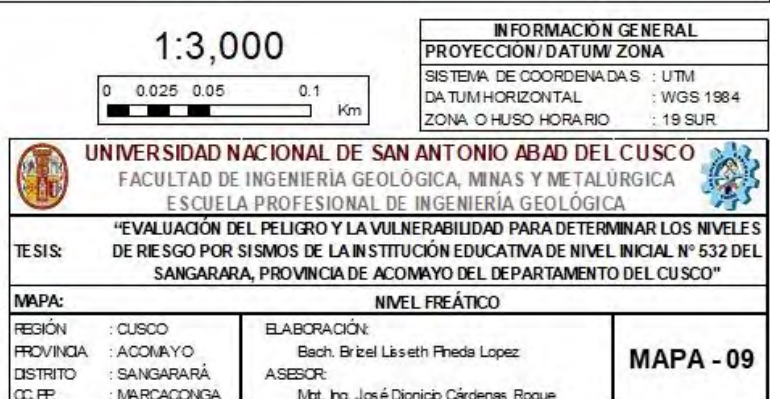 1:3,000
0 0.025 0.05 0.1
Km
INFORMACIÓN GENERAL
PROYECCIÓN/ DATUM/ ZONA
SISTEMA DE COORDENADAS : UTM
DATUM HORIZONTAL : WGS 1984
ZONA O HUSO HORARIO : 19 SUR
UNIVERSIDAD NACIONAL DE SAN ANTONIO ABAD DEL CUSCO
FACULTAD DE INGENIERÌA GEOLÓGICA, MINAS Y METALÚRGICA
ESCUELA PROFESIONAL DE INGENIERÍA GEOLÓGICA
TESIS:
“EVALUACIÓN DEL PELIGRO Y LA VULNERABILIDAD PARA DETERMINAR LOS NIVELES
DE RIESGO POR SISMOS DE LA INSTITUCIÓN EDUCATIVA DE NIVEL INICIAL N° 532 DEL
SANGARARA, PROVINCIA DE ACOMAYO DEL DEPARTAMENTO DEL CUSCO"
MAPA: NIVEL FREÁTICO
REGIÓN : CUSCO
PROVINCIA : ACOMAYO
DISTRITO : SANGARARÁ
CC.PP. : MARCACONGA
ELABORACIÓN:
Bach. Brizel Lisseth Pineda Lopez
ASESOR:
Mgt. Ing. José Dionicio Cárdenas Roque
MAPA - 09